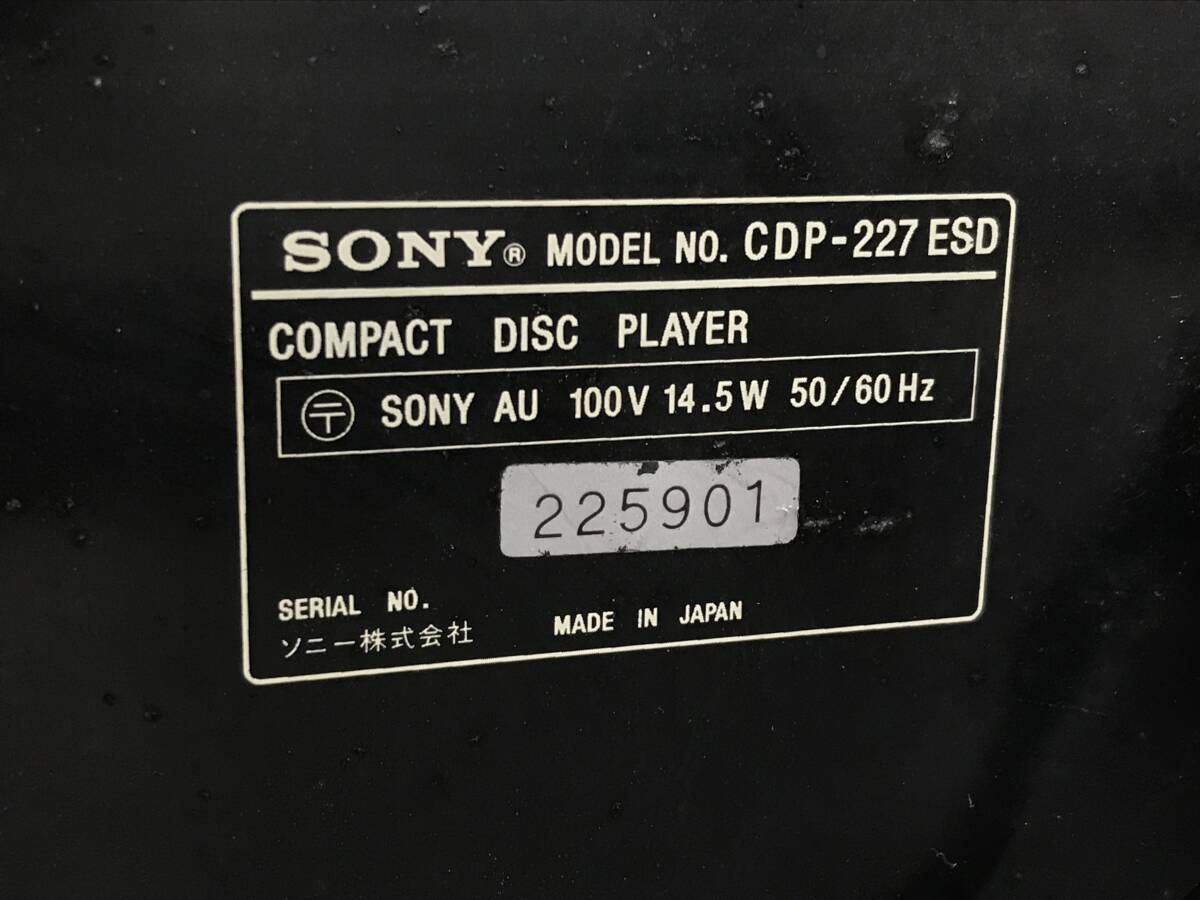 SONY® MODEL NO. CDP-227 ESD
COMPACT DISC PLAYER
〒 SONY AU 100V 14.5W 50/60Hz
225901
SERIAL NO.
ソニー株式会社 MADE IN JAPAN